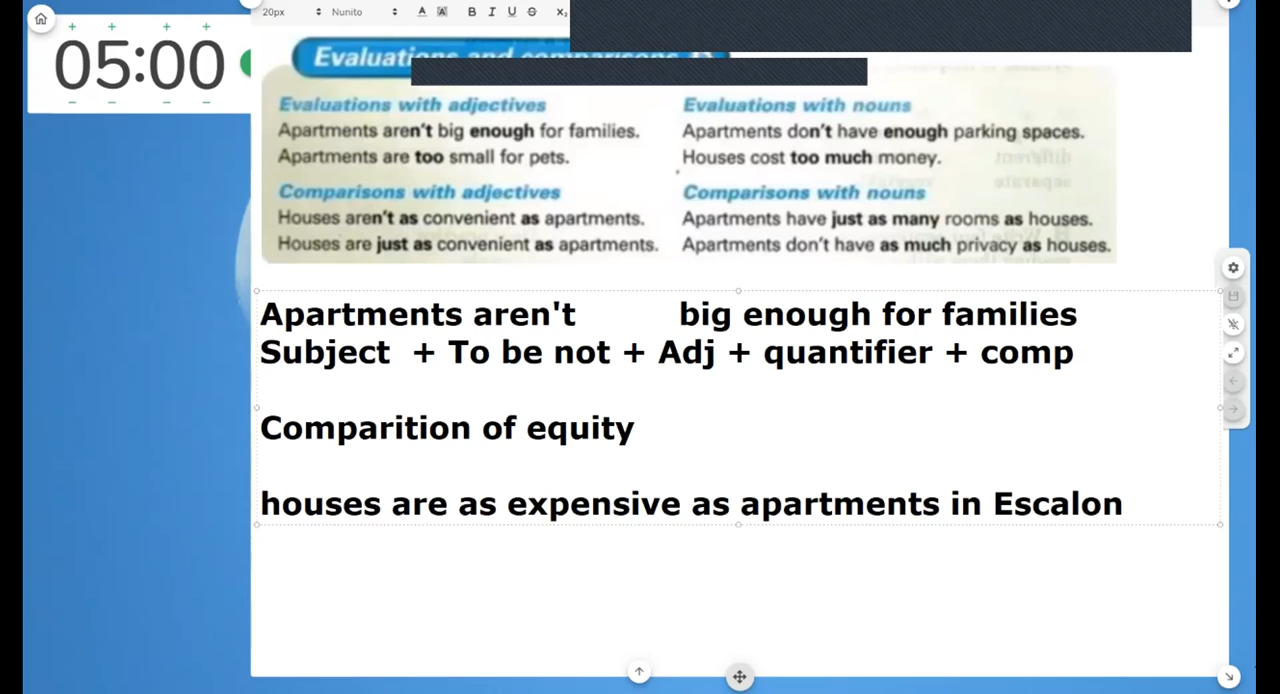 20px Nunito A A B I U S X₂
05:00
Evaluations and comparisons
Evaluations with adjectives
Apartments aren't big enough for families.
Apartments are too small for pets.
Evaluations with nouns
Apartments don't have enough parking spaces.
Houses cost too much money.
Comparisons with adjectives
Houses aren't as convenient as apartments.
Houses are just as convenient as apartments.
Comparisons with nouns
Apartments have just as many rooms as houses.
Apartments don't have as much privacy as houses.
Apartments aren't big enough for families
Subject + To be not + Adj + quantifier + comp
Comparition of equity
houses are as expensive as apartments in Escalon